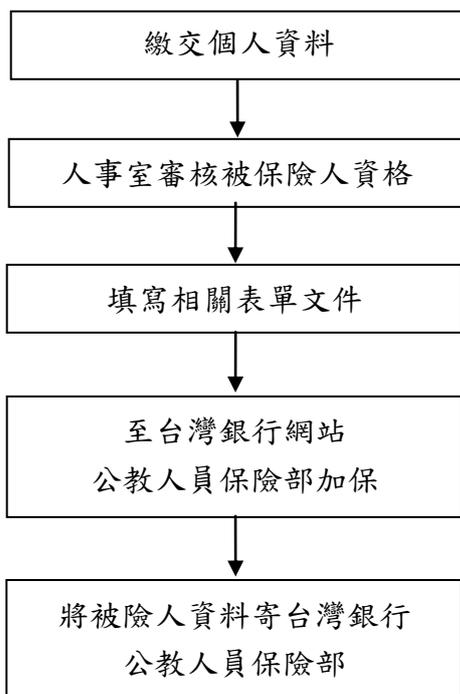 繳交個人資料
人事室審核被保險人資格
填寫相關表單文件
至台灣銀行網站
公教人員保險部加保
將被險人資料寄台灣銀行
公教人員保險部